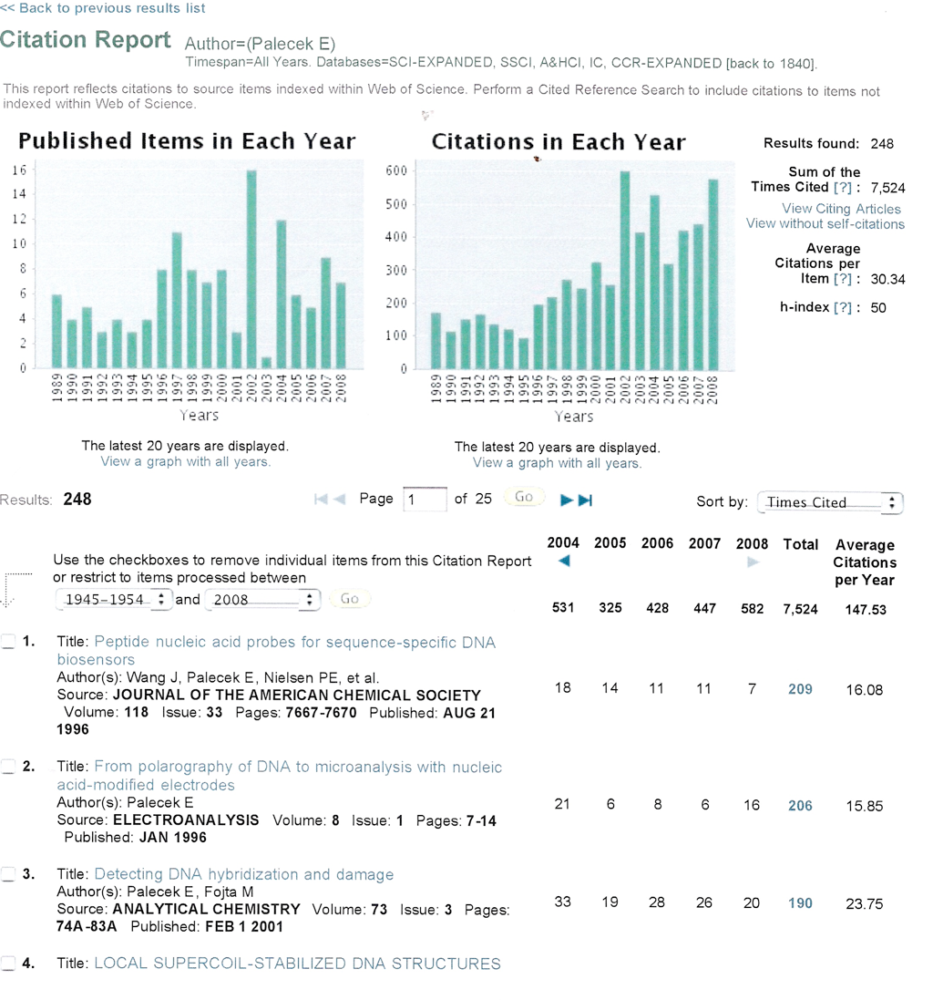 << Back to previous results list
Citation Report Author=(Palecek E)
Timespan=All Years. Databases=SCI-EXPANDED, SSCI, A&HCI, IC, CCR-EXPANDED [back to 1840].
This report reflects citations to source items indexed within Web of Science. Perform a Cited Reference Search to include citations to items not
indexed within Web of Science.
Published Items in Each Year
16
14
12
10
8
6
4
2
0
1989 1990 1991 1992 1993 1994 1995 1996 1997 1998 1999 2000 2001 2002 2003 2004 2005 2006 2007 2008
Years
The latest 20 years are displayed.
View a graph with all years.
Citations in Each Year
600
500
400
300
200
100
0
1989 1990 1991 1992 1993 1994 1995 1996 1997 1998 1999 2000 2001 2002 2003 2004 2005 2006 2007 2008
Years
The latest 20 years are displayed.
View a graph with all years.
Results found: 248
Sum of the
Times Cited [?] : 7,524
View Citing Articles
View without self-citations
Average
Citations per
Item [?] : 30.34
h-index [?] : 50
Results: 248 Page 1 of 25 Go Sort by: Times Cited
2004 2005 2006 2007 2008 Total Average
Citations
per Year
Use the checkboxes to remove individual items from this Citation Report
or restrict to items processed between
1945-1954 and 2008 Go
531 325 428 447 582 7,524 147.53
1. Title: Peptide nucleic acid probes for sequence-specific DNA
biosensors
Author(s): Wang J, Palecek E, Nielsen PE, et al.
Source: JOURNAL OF THE AMERICAN CHEMICAL SOCIETY
Volume: 118 Issue: 33 Pages: 7667-7670 Published: AUG 21
1996
18 14 11 11 7 209 16.08
2. Title: From polarography of DNA to microanalysis with nucleic
acid-modified electrodes
Author(s): Palecek E
Source: ELECTROANALYSIS Volume: 8 Issue: 1 Pages: 7-14
Published: JAN 1996
21 6 8 6 16 206 15.85
3. Title: Detecting DNA hybridization and damage
Author(s): Palecek E, Fojta M
Source: ANALYTICAL CHEMISTRY Volume: 73 Issue: 3 Pages:
74A-83A Published: FEB 1 2001
33 19 28 26 20 190 23.75
4. Title: LOCAL SUPERCOIL-STABILIZED DNA STRUCTURES